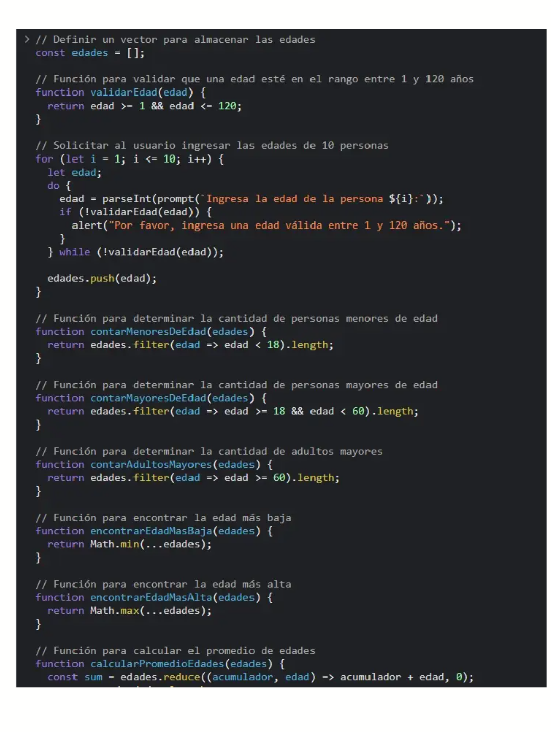 // Definir un vector para almacenar las edades
const edades = [];
// Función para validar que una edad esté en el rango entre 1 y 120 años
function validarEdad(edad) {
return edad >= 1 && edad <= 120;
}
// Solicitar al usuario ingresar las edades de 10 personas
for (let i = 1; i <= 10; i++) {
let edad;
do {
edad = parseInt(prompt(`Ingresa la edad de la persona ${i}:`));
if (!validarEdad(edad)) {
alert("Por favor, ingresa una edad válida entre 1 y 120 años.");
}
} while (!validarEdad(edad));
edades.push(edad);
}
// Función para determinar la cantidad de personas menores de edad
function contarMenoresDeEdad(edades) {
return edades.filter(edad => edad < 18).length;
}
// Función para determinar la cantidad de personas mayores de edad
function contarMayoresDeEdad(edades) {
return edades.filter(edad => edad >= 18 && edad < 60).length;
}
// Función para determinar la cantidad de adultos mayores
function contarAdultosMayores(edades) {
return edades.filter(edad => edad >= 60).length;
}
// Función para encontrar la edad más baja
function encontrarEdadMasBaja(edades) {
return Math.min(...edades);
}
// Función para encontrar la edad más alta
function encontrarEdadMasAlta(edades) {
return Math.max(...edades);
}
// Función para calcular el promedio de edades
function calcularPromedioEdades(edades) {
const sum = edades.reduce((acumulador, edad) => acumulador + edad, 0);